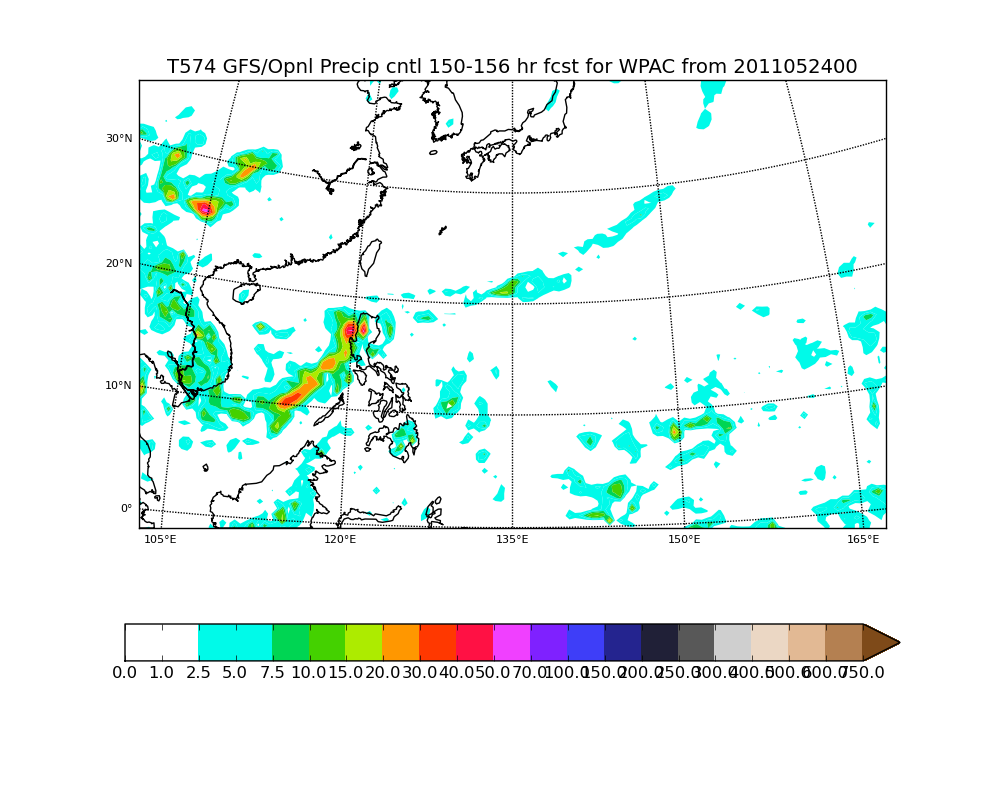 T574 GFS/Opnl Precip cntl 150-156 hr fcst for WPAC from 2011052400
30°N
20°N
10°N
0°
105°E 120°E 135°E 150°E 165°E
0.0 1.0 2.5 5.0 7.5 10.0 15.0 20.0 30.0 40.0 50.0 70.0 100.0 150.0 200.0 250.0 300.0 400.0 500.0 600.0 750.0